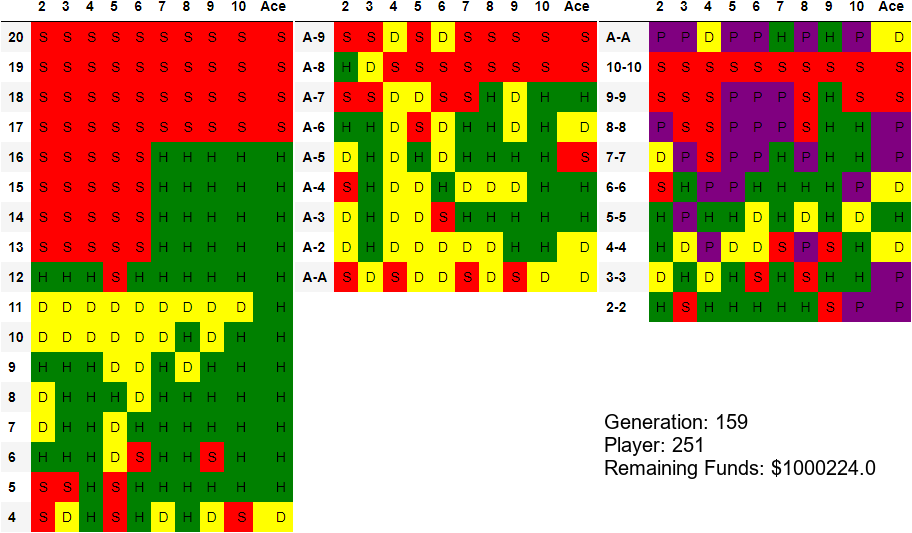 2 3 4 5 6 7 8 9 10 Ace
20 S S S S S S S S S S
19 S S S S S S S S S S
18 S S S S S S S S S S
17 S S S S S S S S S S
16 S S S S S H H H H H
15 S S S S S H H H H H
14 S S S S S H H H H H
13 S S S S S H H H H H
12 H H H S H H H H H H
11 D D D D D D D D D H
10 D D D D D D H D H H
9 H H H D D H D H H H
8 D H H H D H H H H H
7 D H H D H H H H H H
6 H H H D S H H S H H
5 S S H S H H H H H H
4 S D H S H D H D S D
2 3 4 5 6 7 8 9 10 Ace
A-9 S S D S D S S S S S
A-8 H D S S S S S S S S
A-7 S S D D S S H D H H
A-6 H H D S D H H D H D
A-5 D H D H D H H H H S
A-4 S H D D H D D D H H
A-3 D H D D S H H H H H
A-2 D H D D D D D H H D
A-A S D S D D S D S D D
2 3 4 5 6 7 8 9 10 Ace
A-A P P D P P H P H P D
10-10 S S S S S S S S S S
9-9 S S S P P P S H S S
8-8 P S S P P P S H H P
7-7 D P S P P H P H H P
6-6 S H P P H H H H P D
5-5 H P H H D H D H D H
4-4 H D P D D S P S H D
3-3 D H D H S H S H H P
2-2 H S H H H H H S P P
Generation: 159
Player: 251
Remaining Funds: $1000224.0